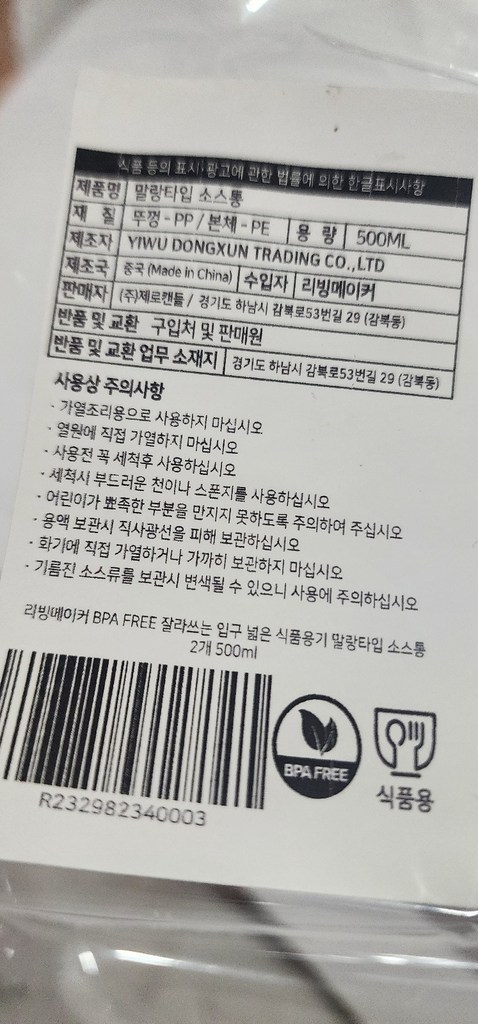 식품 등의 표시·광고에 관한 법률에 의한 한글표시사항
제품명 말랑타입 소스통
재 질 뚜껑 - PP / 본체 - PE 용 량 500ML
제조자 YIWU DONGXUN TRADING CO.,LTD
제조국 중국 (Made in China) 수입자 리빙메이커
판매자 (주)제로캔들 / 경기도 하남시 감북로53번길 29 (감북동)
반품 및 교환 구입처 및 판매원
반품 및 교환 업무 소재지 경기도 하남시 감북로53번길 29 (감북동)
사용상 주의사항
· 가열조리용으로 사용하지 마십시오
· 열원에 직접 가열하지 마십시오
· 사용전 꼭 세척후 사용하십시오
· 세척시 부드러운 천이나 스폰지를 사용하십시오
· 어린이가 뾰족한 부분을 만지지 못하도록 주의하여 주십시오
· 용액 보관시 직사광선을 피해 보관하십시오
· 화기에 직접 가열하거나 가까히 보관하지 마십시오
· 기름진 소스류를 보관시 변색될 수 있으니 사용에 주의하십시오
리빙메이커 BPA FREE 잘라쓰는 입구 넓은 식품용기 말랑타입 소스통
2개 500ml
BPA FREE
식품용
R232982340003